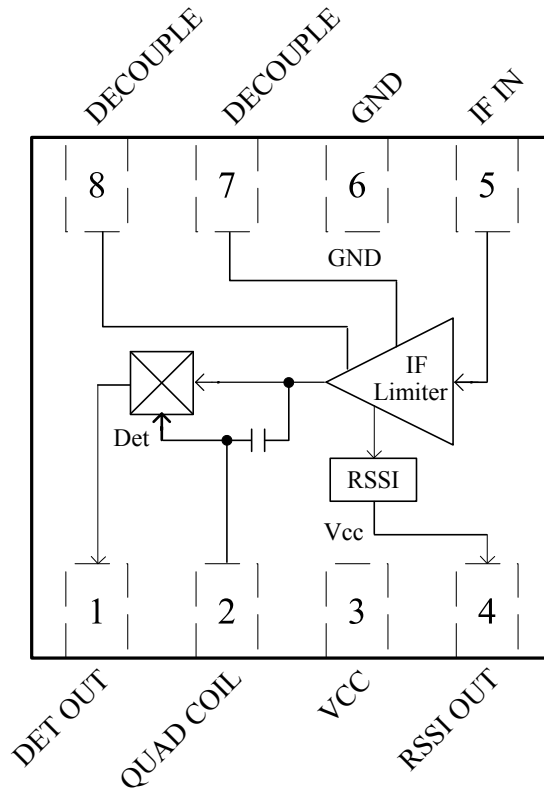 DECOUPLE
DECOUPLE
GND
IF IN
8
7
6
5
GND
IF
Limiter
Det
RSSI
Vcc
1
2
3
4
DET OUT
QUAD COIL
VCC
RSSI OUT